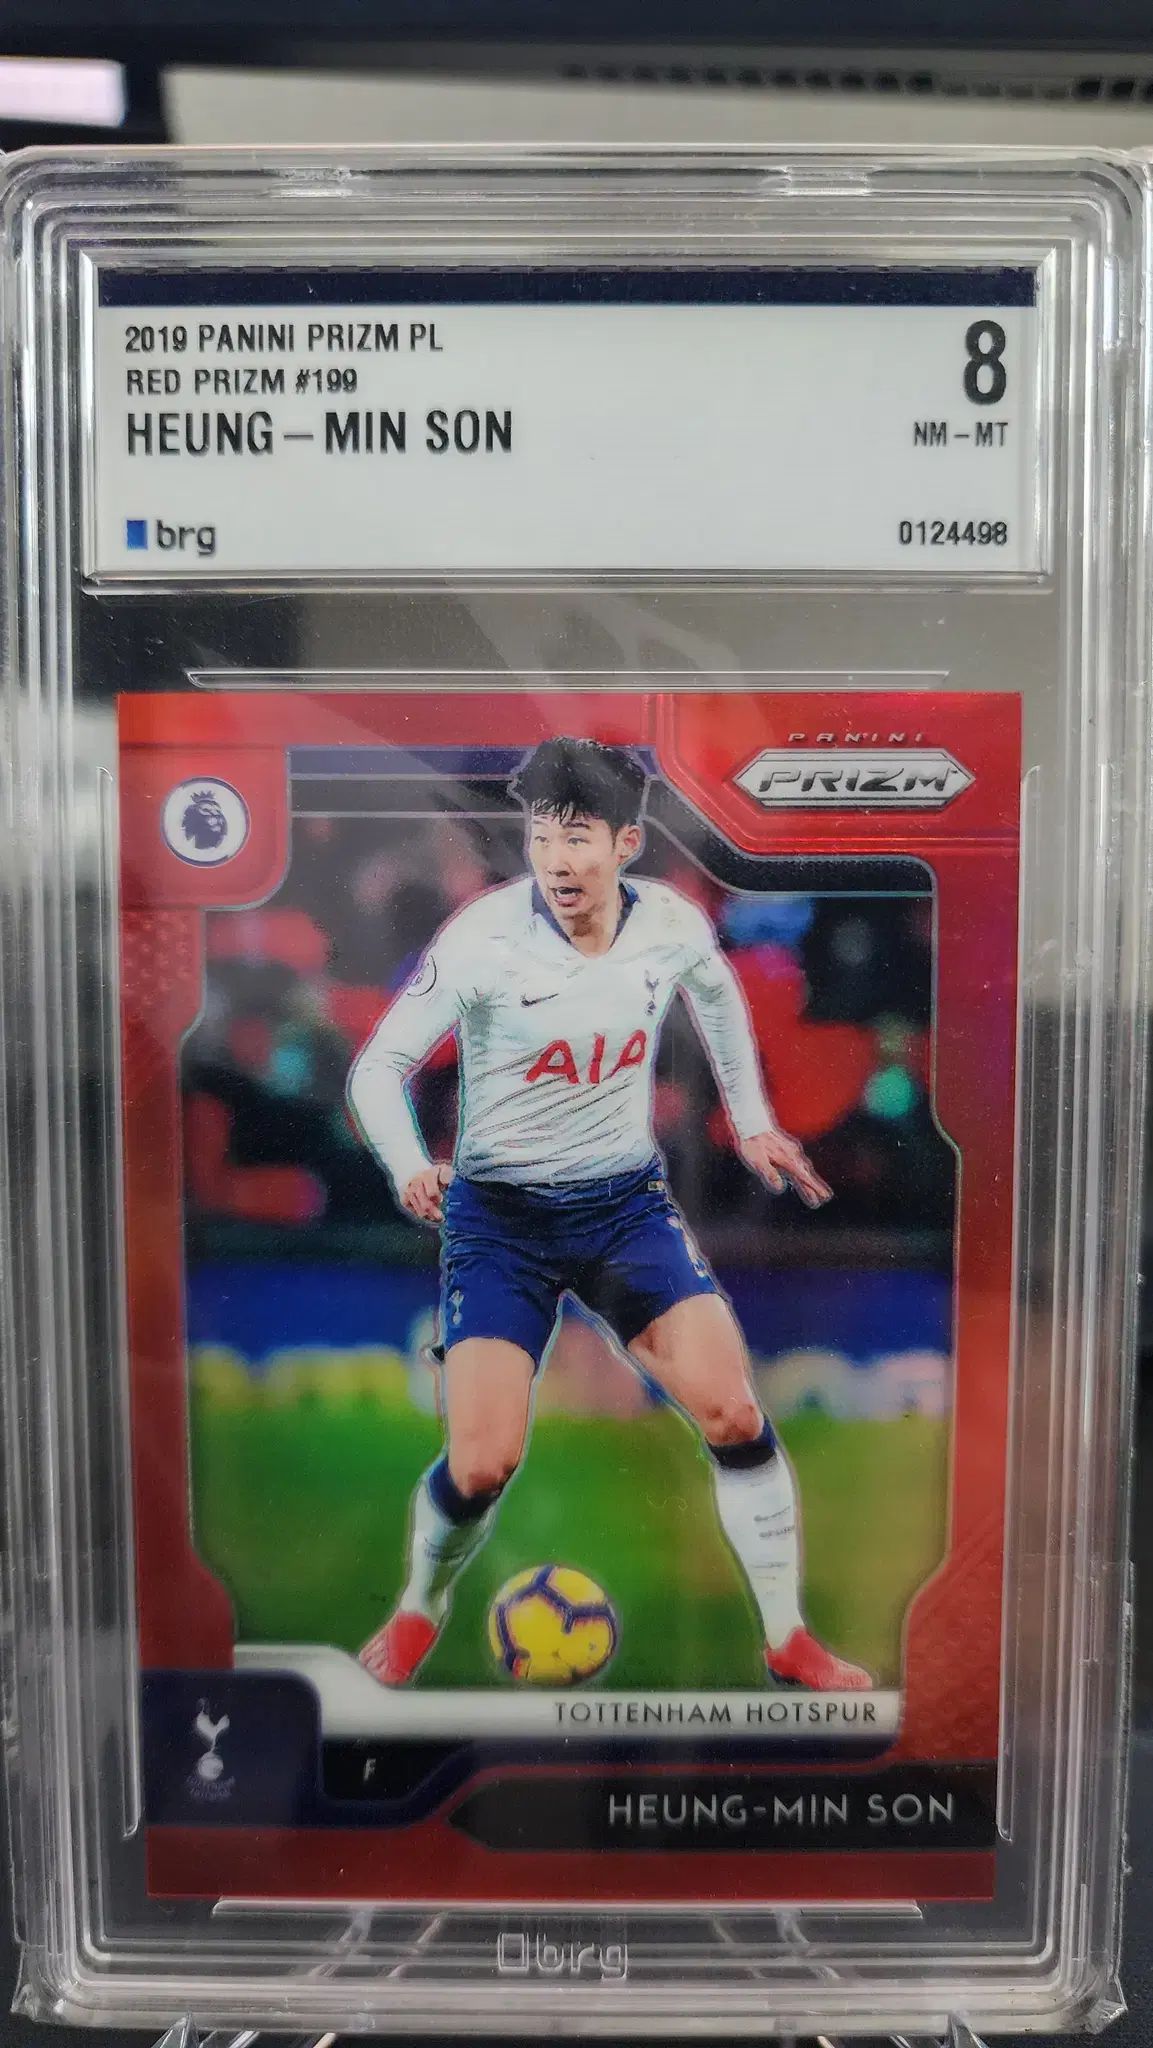 2019 PANINI PRIZM PL
RED PRIZM #199
HEUNG-MIN SON
8
NM-MT
brg
0124498
PANINI
PRIZM
AIA
TOTTENHAM HOTSPUR
F
HEUNG-MIN SON
brg